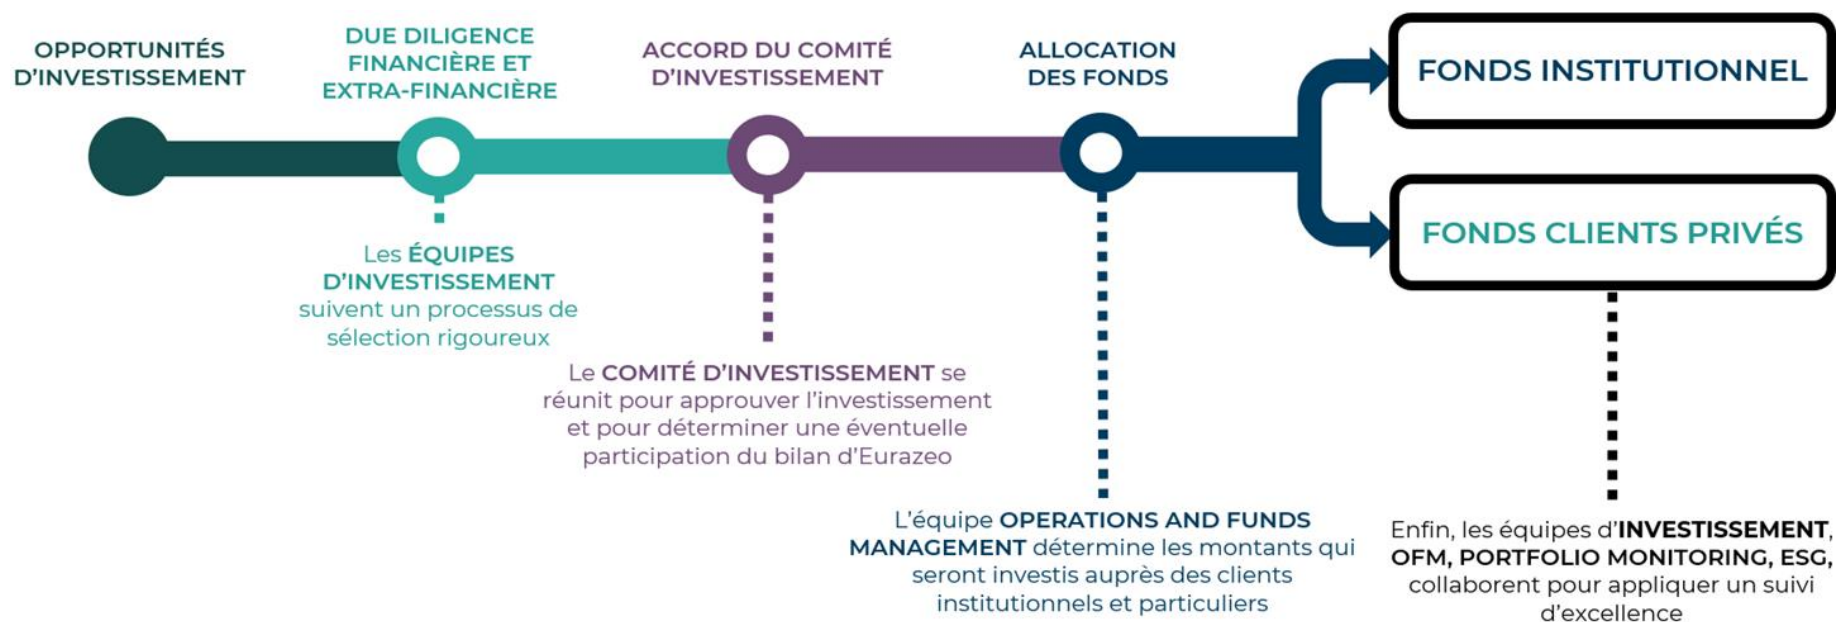 OPPORTUNITÉS
D'INVESTISSEMENT
DUE DILIGENCE
FINANCIÈRE ET
EXTRA-FINANCIÈRE
ACCORD DU COMITÉ
D'INVESTISSEMENT
ALLOCATION
DES FONDS
FONDS INSTITUTIONNEL
FONDS CLIENTS PRIVÉS
Les ÉQUIPES
D'INVESTISSEMENT
suivent un processus de
sélection rigoureux
Le COMITÉ D'INVESTISSEMENT se
réunit pour approuver l'investissement
et pour déterminer une éventuelle
participation du bilan d'Eurazeo
L'équipe OPERATIONS AND FUNDS
MANAGEMENT détermine les montants qui
seront investis auprès des clients
institutionnels et particuliers
Enfin, les équipes d'INVESTISSEMENT,
OFM, PORTFOLIO MONITORING, ESG,
collaborent pour appliquer un suivi
d'excellence